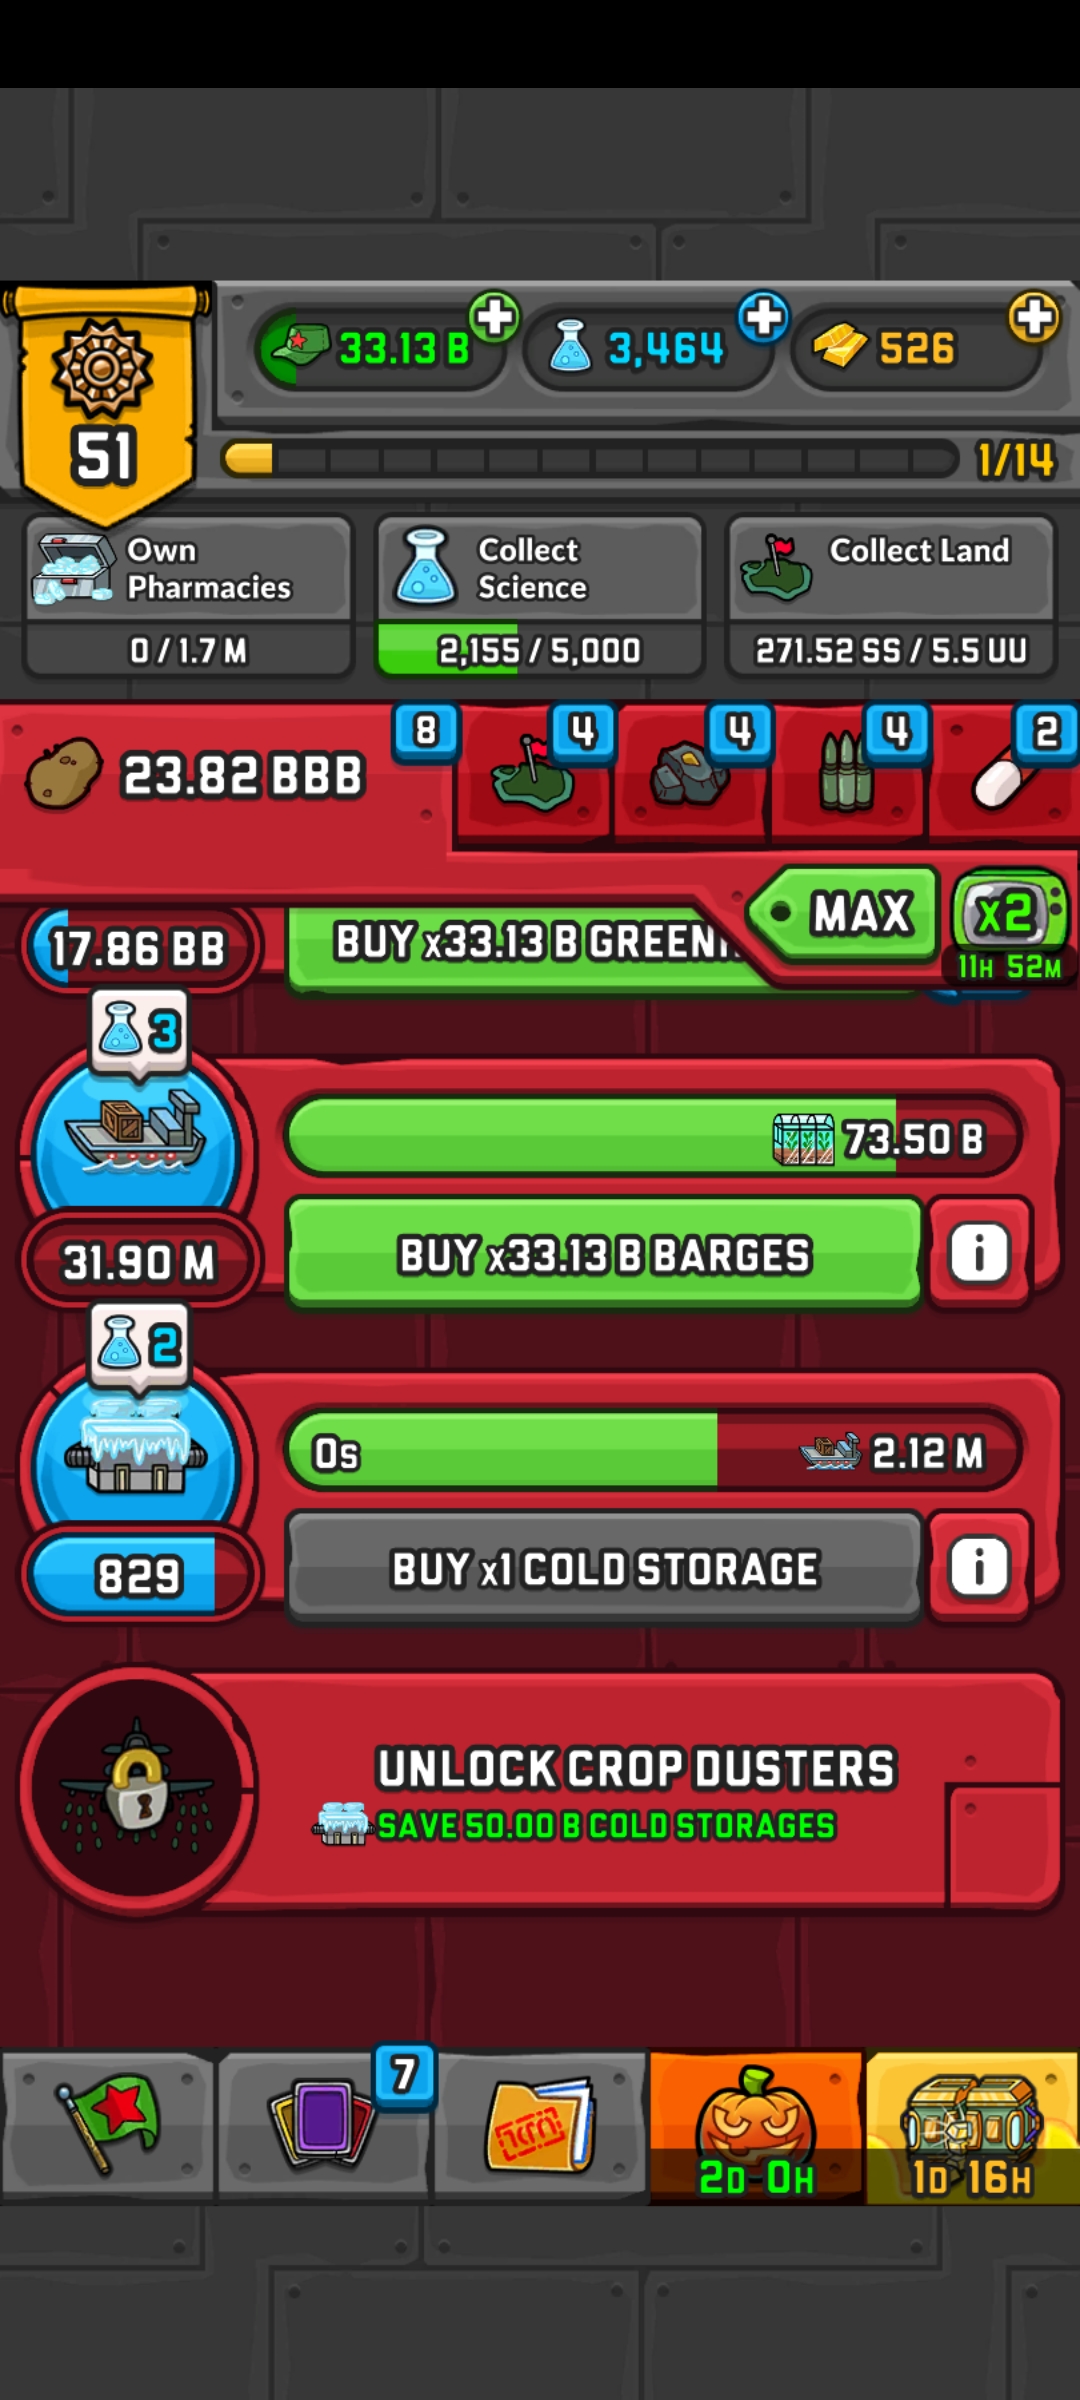 33.13 B
3,464
526
51
1/14
Own
Pharmacies
0 / 1.7 M
Collect
Science
2,155 / 5,000
Collect Land
271.52 SS / 5.5 UU
23.82 BBB
8
4
4
4
2
MAX
x2
11H 52M
17.86 BB
BUY x33.13 B GREEN
3
73.50 B
31.90 M
BUY x33.13 B BARGES
i
2
0s
2.12 M
829
BUY x1 COLD STORAGE
i
UNLOCK CROP DUSTERS
SAVE 50.00 B COLD STORAGES
7
2D 0H
1D 16H